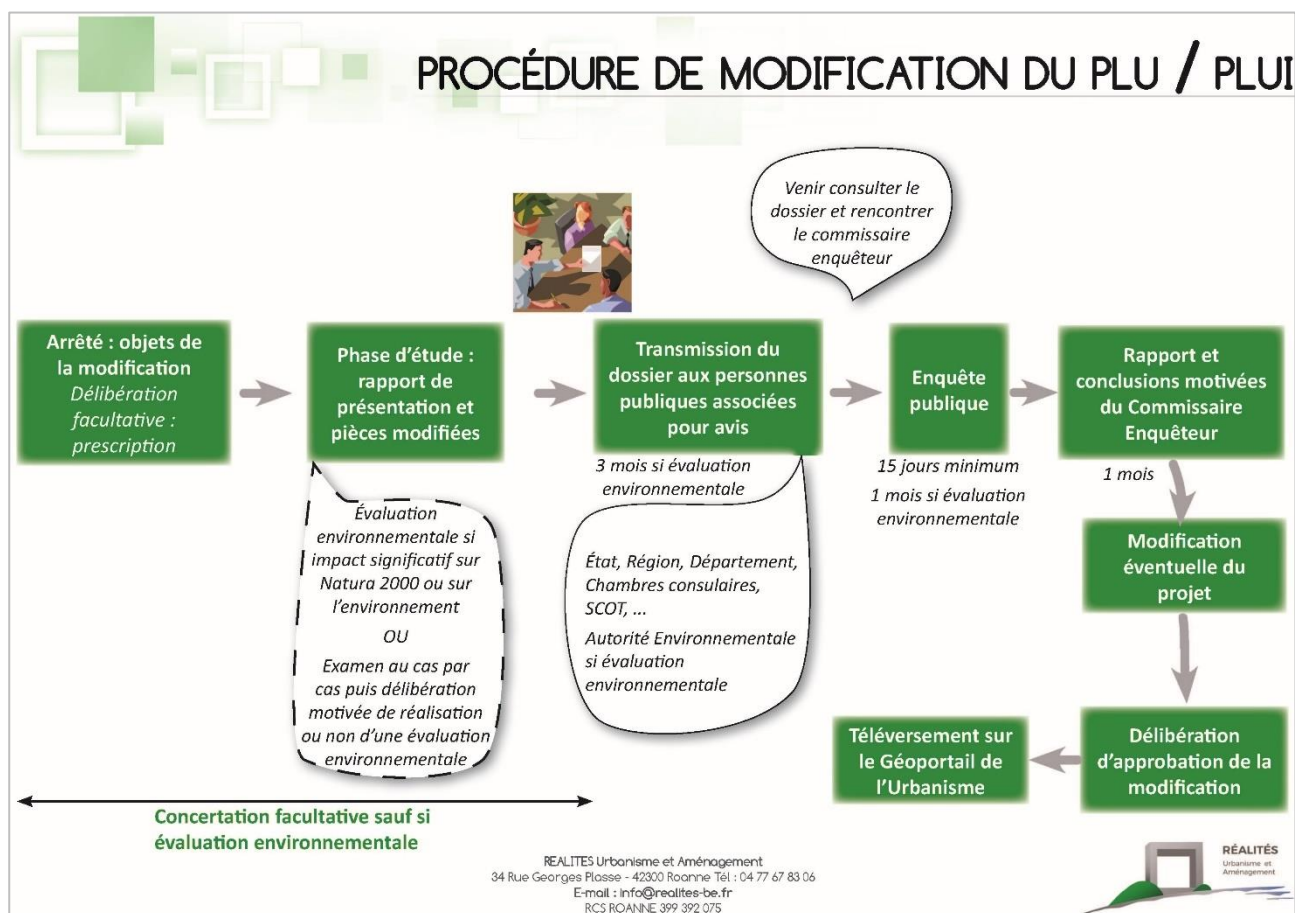 PROCÉDURE DE MODIFICATION DU PLU / PLUI
Venir consulter le
dossier et rencontrer
le commissaire
enquêteur
Arrêté : objets de
la modification
Délibération
facultative :
prescription
Phase d'étude :
rapport de
présentation et
pièces modifiées
Transmission du
dossier aux personnes
publiques associées
pour avis
Enquête
publique
Rapport et
conclusions motivées
du Commissaire
Enquêteur
3 mois si évaluation
environnementale
15 jours minimum
1 mois si évaluation
environnementale
1 mois
Évaluation
environnementale si
impact significatif sur
Natura 2000 ou sur
l'environnement
OU
Examen au cas par
cas puis délibération
motivée de réalisation
ou non d'une évaluation
environnementale
État, Région, Département,
Chambres consulaires,
SCOT, ...
Autorité Environnementale
si évaluation
environnementale
Modification
éventuelle du
projet
Téléversement sur
le Géoportail de
l'Urbanisme
Délibération
d'approbation de la
modification
Concertation facultative sauf si
évaluation environnementale
REALITES Urbanisme et Aménagement
34 Rue Georges Plasse - 42300 Roanne Tél : 04 77 67 83 06
E-mail : info@realites-be.fr
RCS ROANNE 399 392 075
RÉALITÉS
Urbanisme et
Aménagement